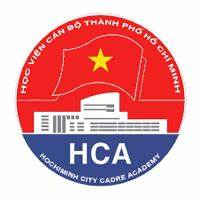 HỌC VIỆN CÁN BỘ THÀNH PHỐ HỒ CHÍ MINH
HCA
HOCHIMINH CITY CADRE ACADEMY